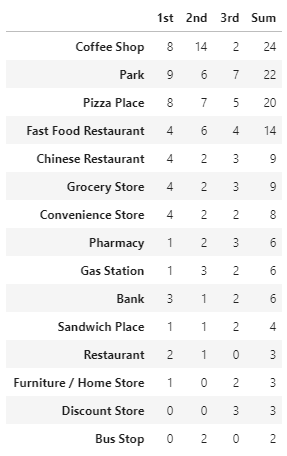 1st 2nd 3rd Sum
Coffee Shop 8 14 2 24
Park 9 6 7 22
Pizza Place 8 7 5 20
Fast Food Restaurant 4 6 4 14
Chinese Restaurant 4 2 3 9
Grocery Store 4 2 3 9
Convenience Store 4 2 2 8
Pharmacy 1 2 3 6
Gas Station 1 3 2 6
Bank 3 1 2 6
Sandwich Place 1 1 2 4
Restaurant 2 1 0 3
Furniture / Home Store 1 0 2 3
Discount Store 0 0 3 3
Bus Stop 0 2 0 2